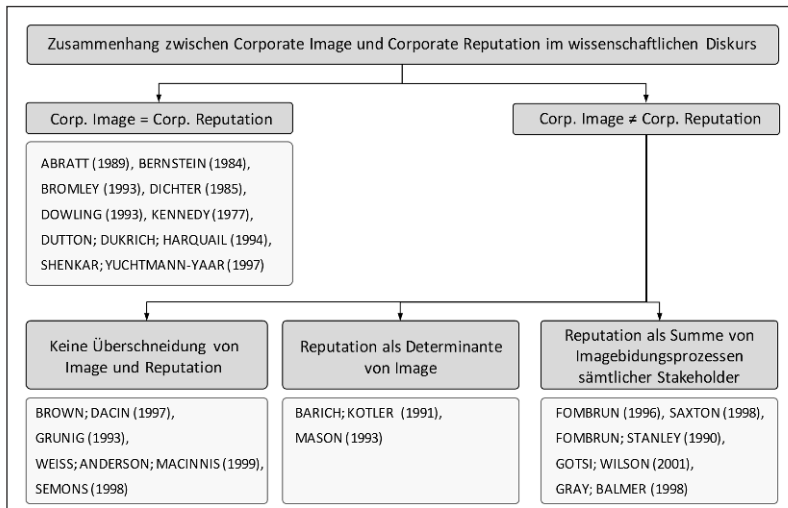 Zusammenhang zwischen Corporate Image und Corporate Reputation im wissenschaftlichen Diskurs
Corp. Image = Corp. Reputation
Corp. Image ≠ Corp. Reputation
ABRATT (1989), BERNSTEIN (1984),
BROMLEY (1993), DICHTER (1985),
DOWLING (1993), KENNEDY (1977),
DUTTON; DUKRICH; HARQUAIL (1994),
SHENKAR; YUCHTMANN-YAAR (1997)
Keine Überschneidung von
Image und Reputation
BROWN; DACIN (1997),
GRUNIG (1993),
WEISS; ANDERSON; MACINNIS (1999),
SEMONS (1998)
Reputation als Determinante
von Image
BARICH; KOTLER (1991),
MASON (1993)
Reputation als Summe von
Imagebidungsprozessen
sämtlicher Stakeholder
FOMBRUN (1996), SAXTON (1998),
FOMBRUN; STANLEY (1990),
GOTSI; WILSON (2001),
GRAY; BALMER (1998)